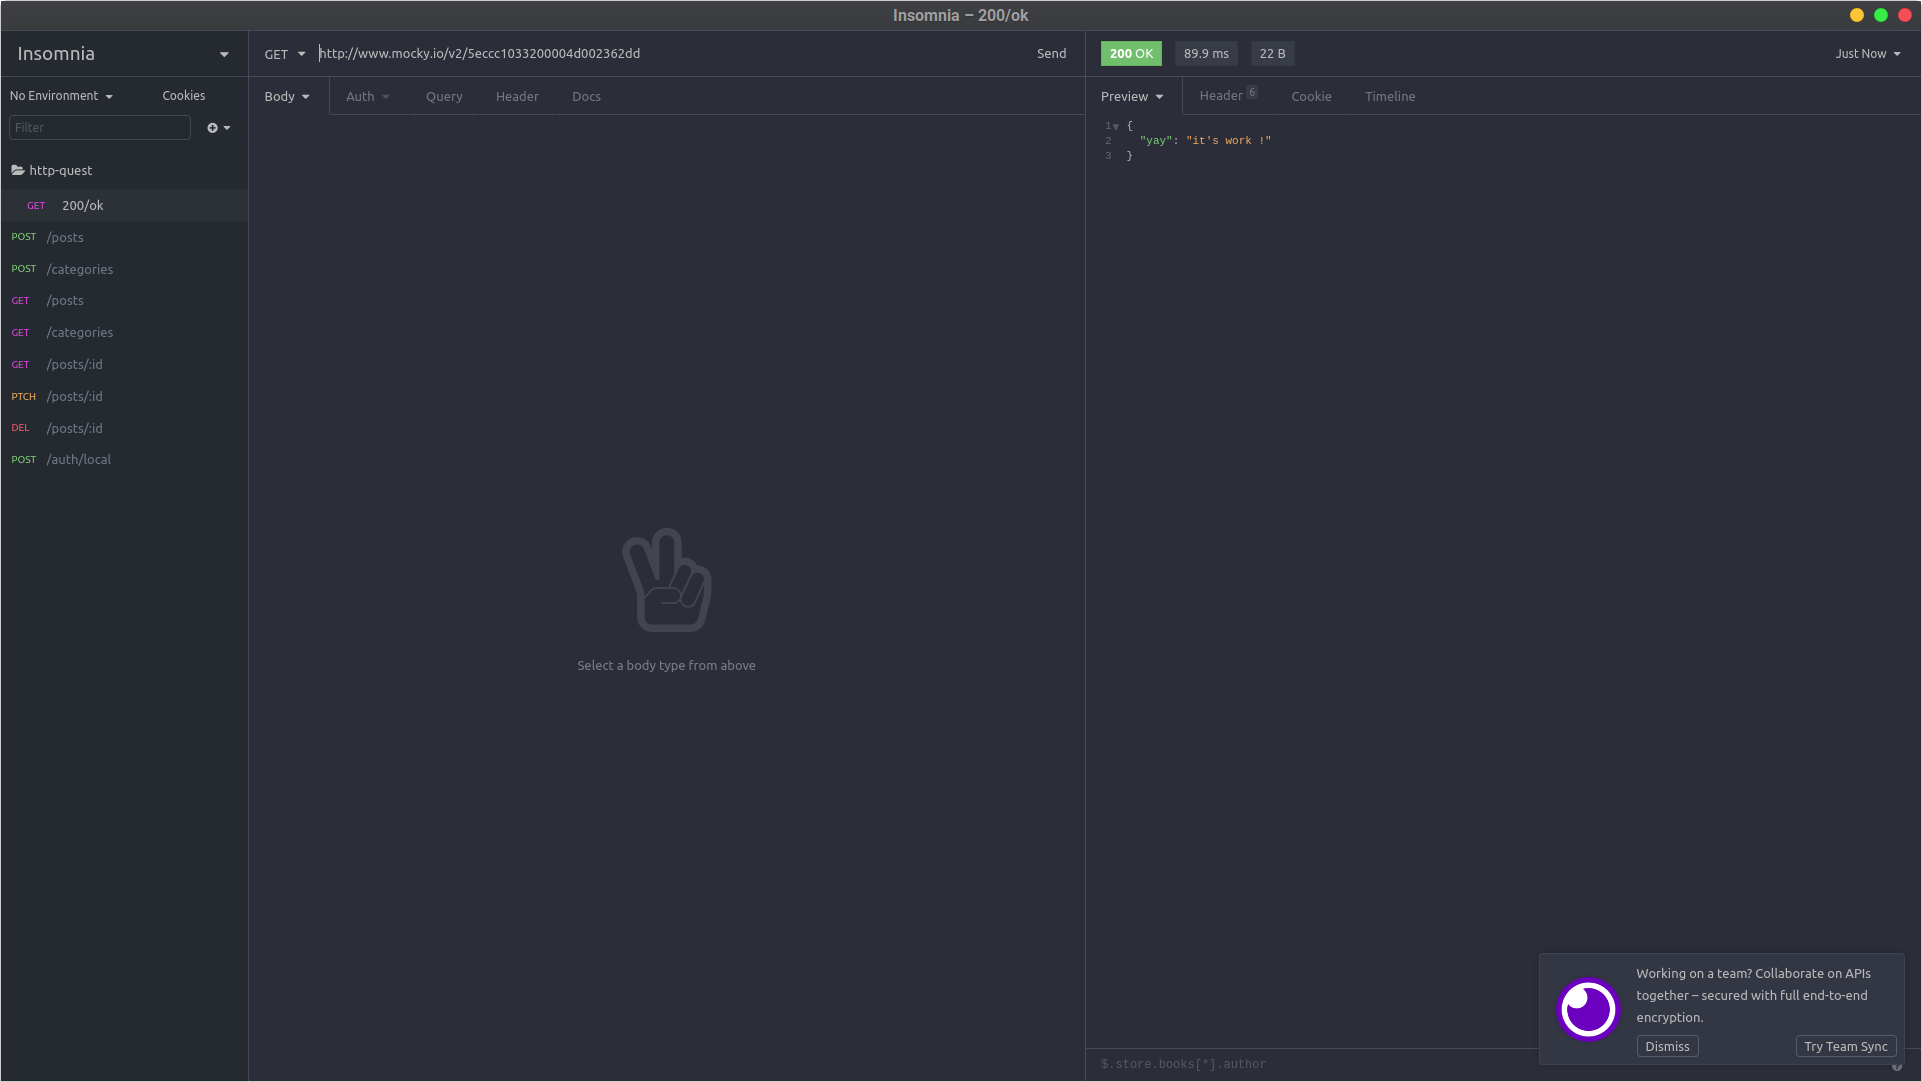 Insomnia – 200/ok
Insomnia
No Environment
Cookies
Filter
http-quest
GET 200/ok
POST /posts
POST /categories
GET /posts
GET /categories
GET /posts/:id
PTCH /posts/:id
DEL /posts/:id
POST /auth/local
GET http://www.mocky.io/v2/5eccc1033200004d002362dd Send
Body Auth Query Header Docs
Select a body type from above
200 OK 89.9 ms 22 B Just Now
Preview Header 6 Cookie Timeline
1 {
2 "yay": "it's work !"
3 }
$.store.books[*].author
Working on a team? Collaborate on APIs
together – secured with full end-to-end
encryption.
Dismiss Try Team Sync